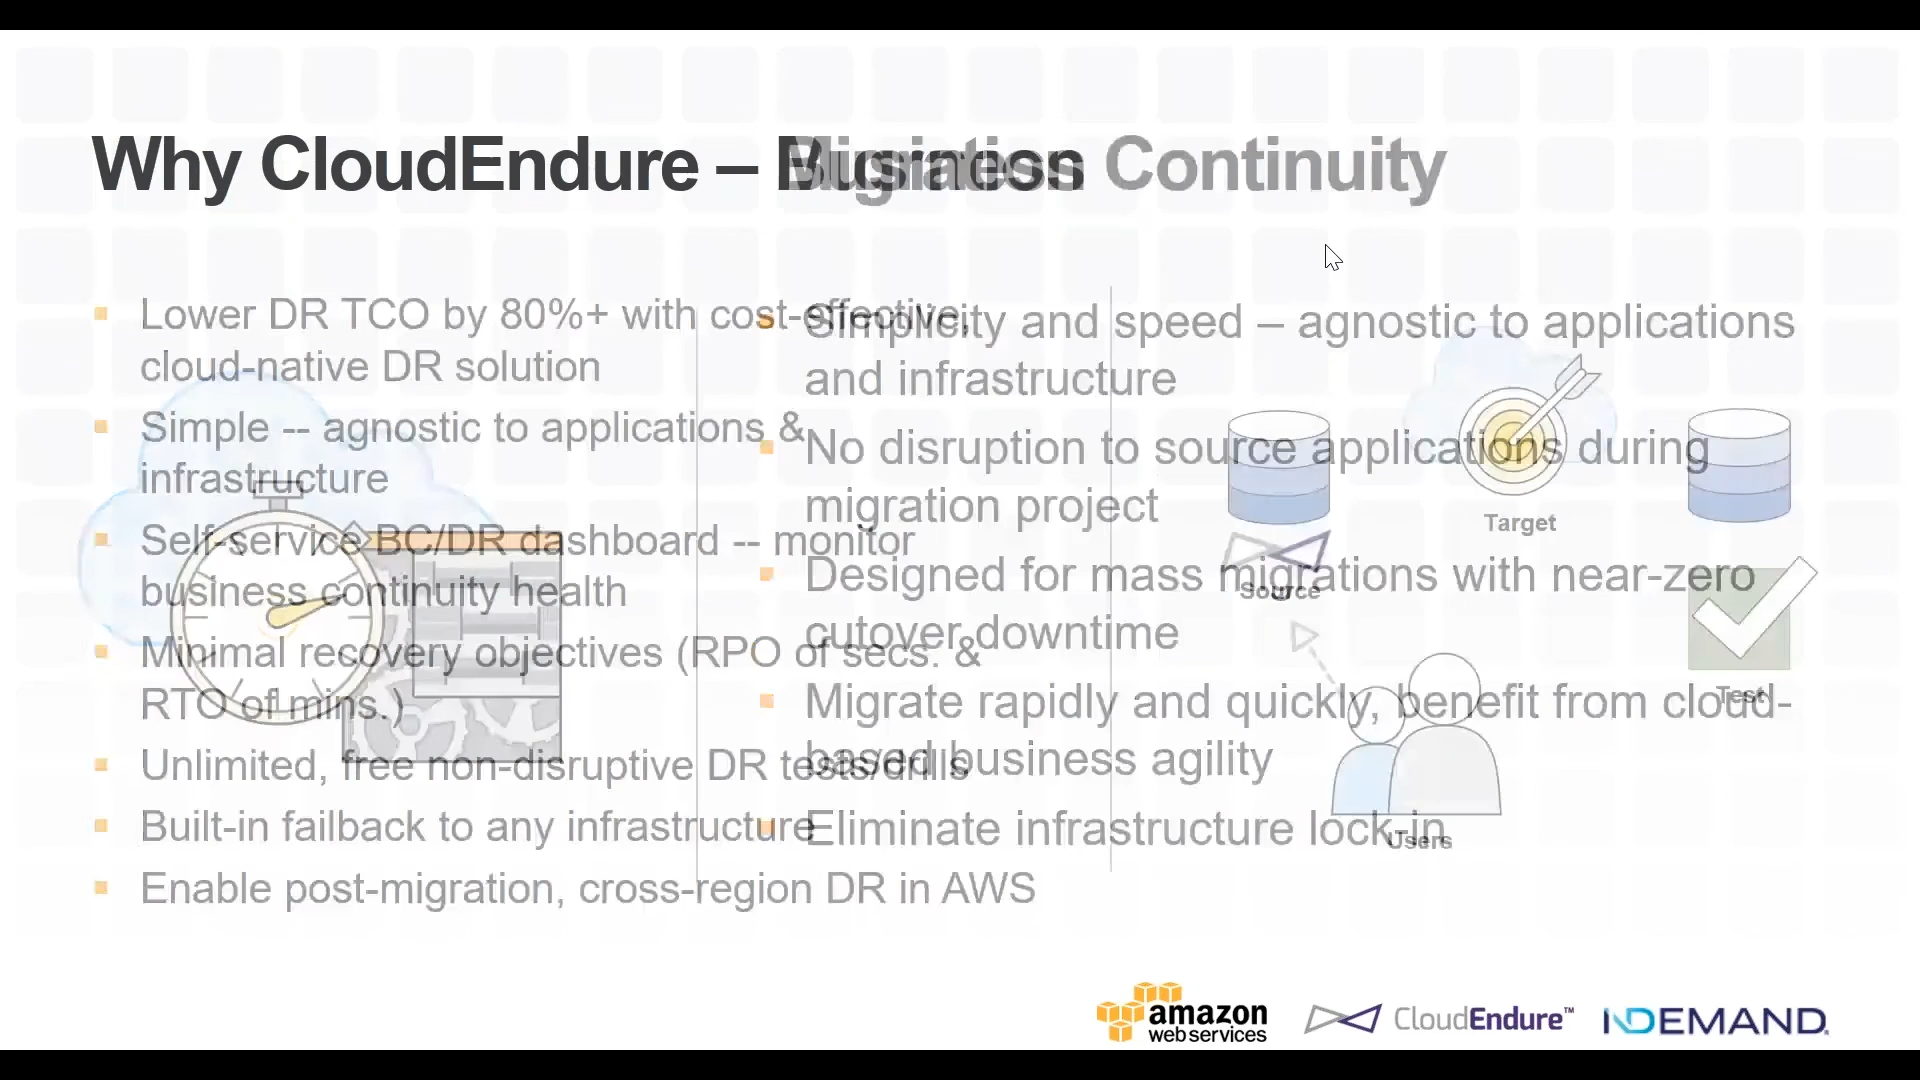 Why CloudEndure – Migration
Business Continuity
Lower DR TCO by 80%+ with cost-effective,
cloud-native DR solution
Simple -- agnostic to applications &
infrastructure
Self-service BC/DR dashboard -- monitor
business continuity health
Minimal recovery objectives (RPO of secs. &
RTO of mins.)
Unlimited, free non-disruptive DR tests/drills
Built-in failback to any infrastructure
Enable post-migration, cross-region DR in AWS
Simplicity and speed – agnostic to applications
and infrastructure
No disruption to source applications during
migration project
Designed for mass migrations with near-zero
cutover downtime
Migrate rapidly and quickly, benefit from cloud-
based business agility
Eliminate infrastructure lock-in
Target
Source
Test
Users
amazon
web services
CloudEndure™
INDEMAND